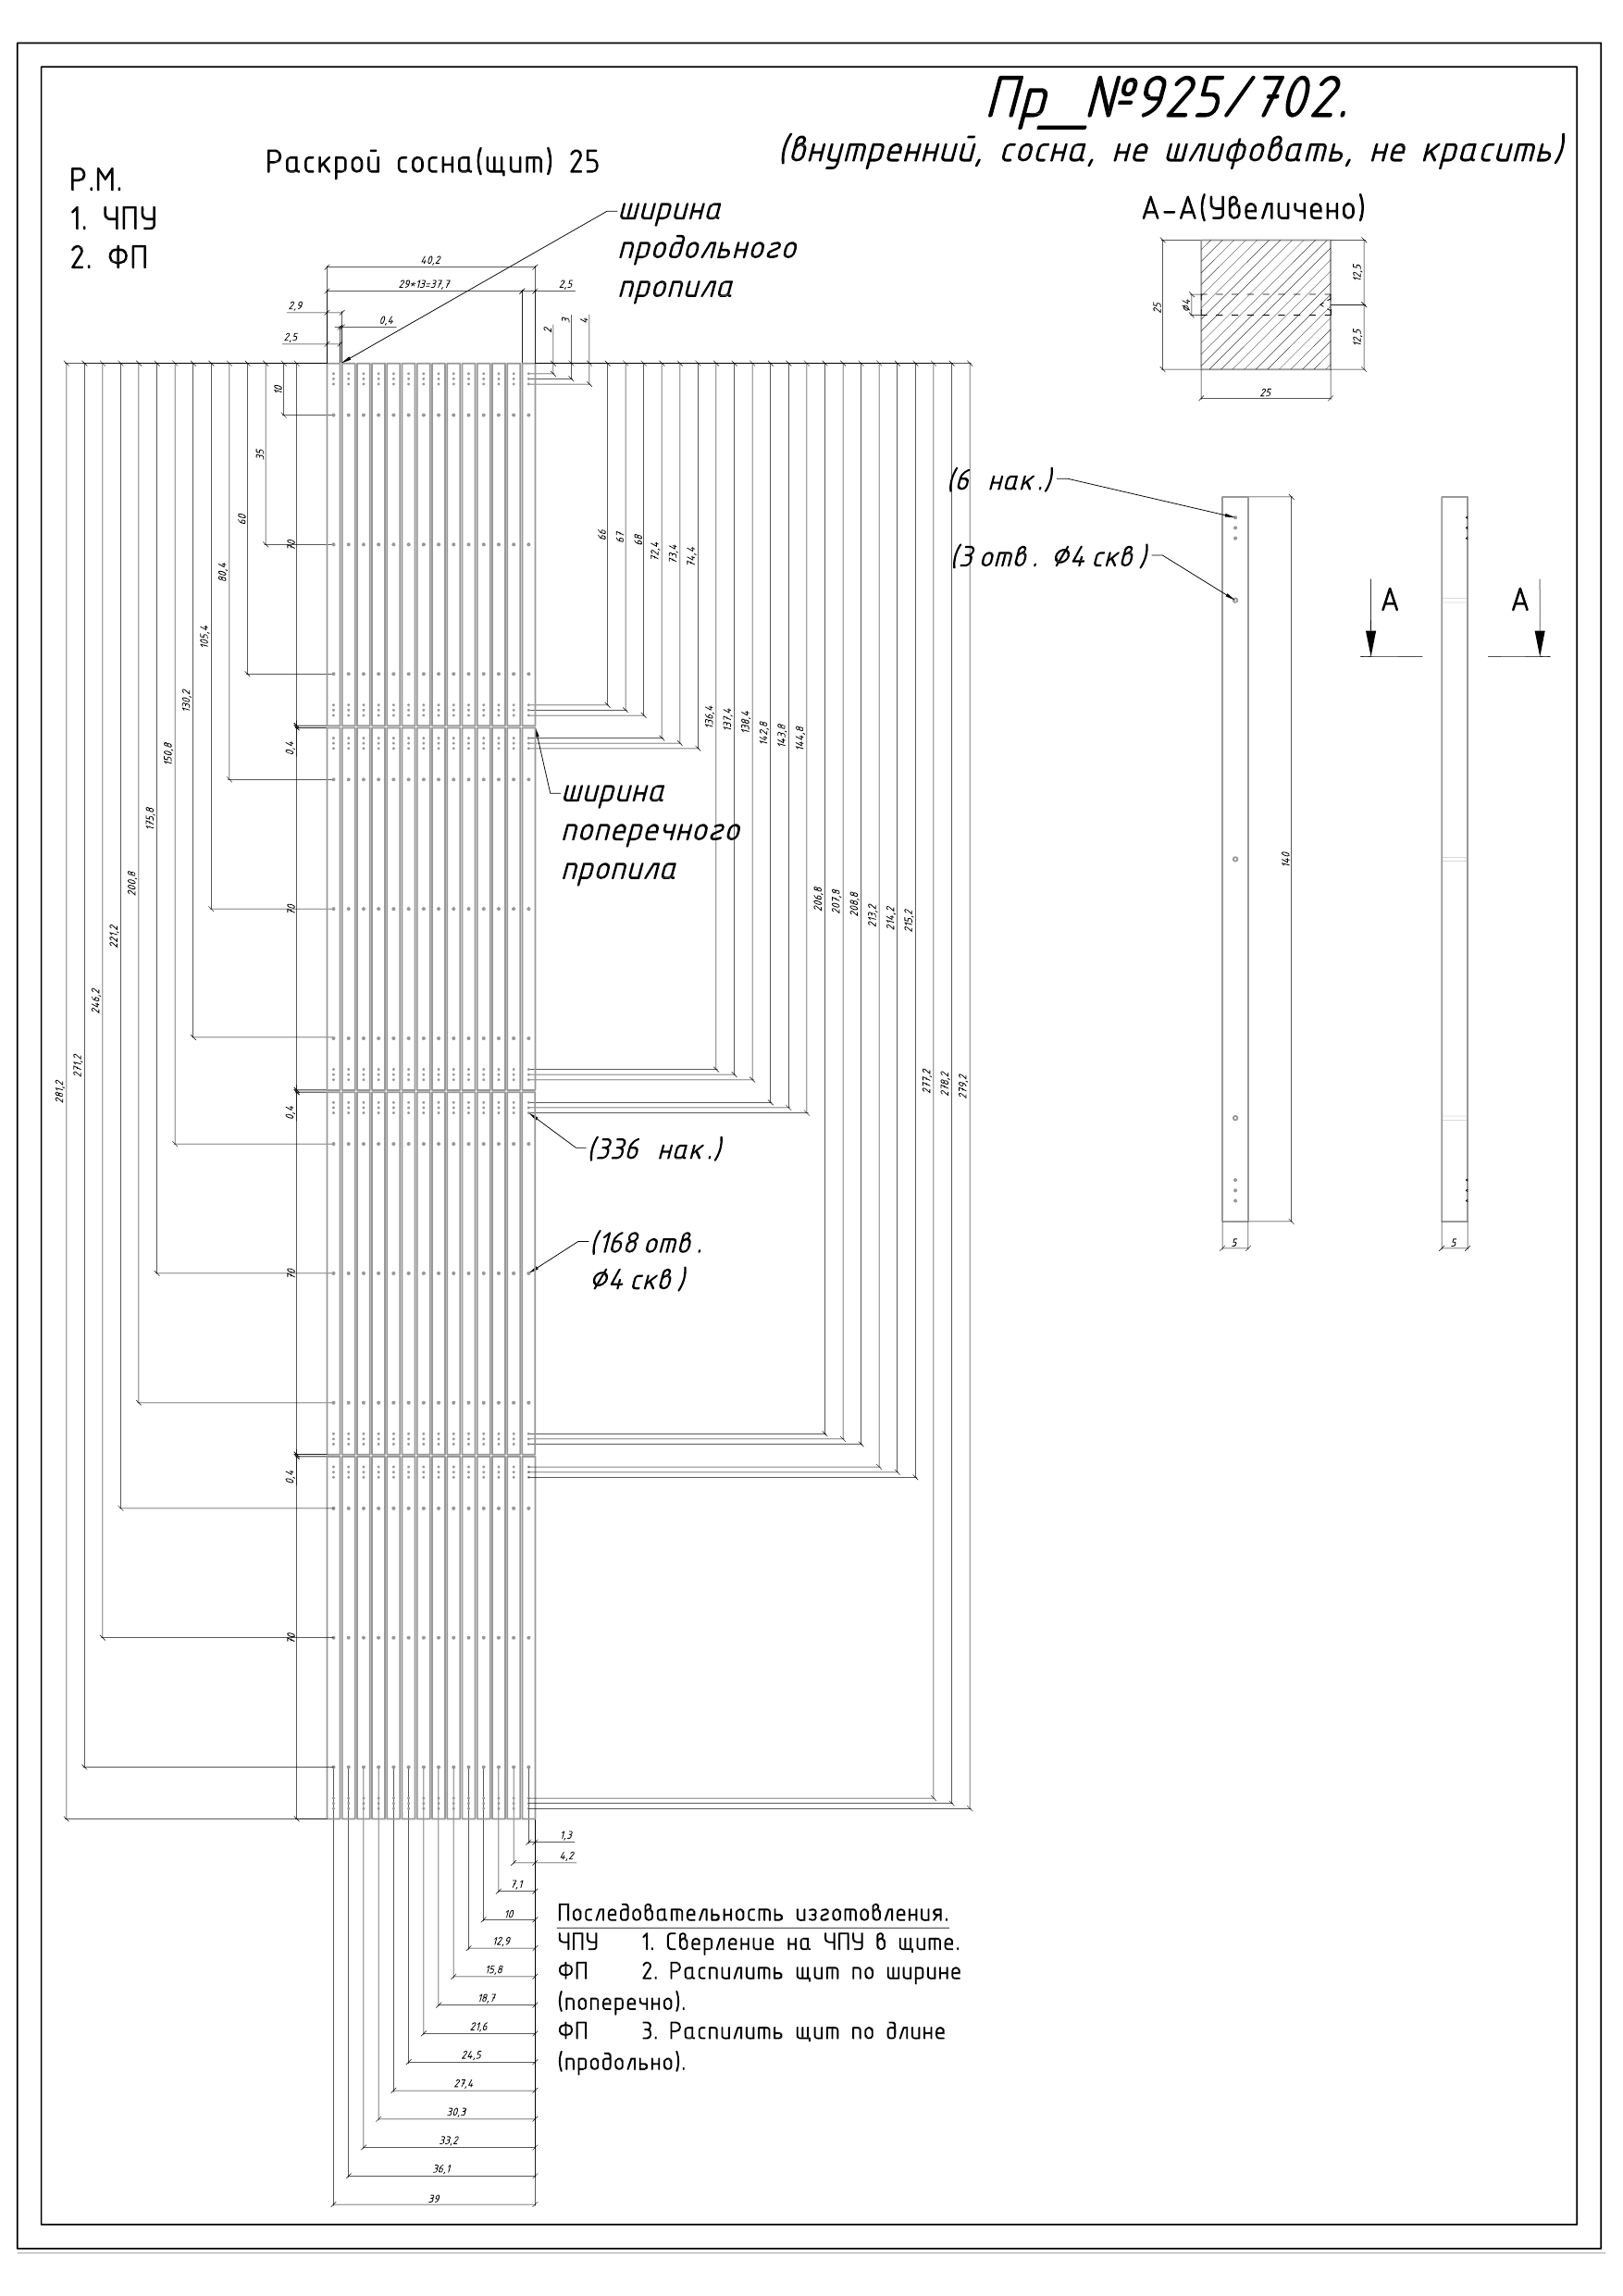 Пр_№925/702.
(внутренний, сосна, не шлифовать, не красить)
Раскрой сосна(щит) 25
Р.М.
1. ЧПУ
2. ФП
ширина
продольного
пропила
А-А(Увеличено)
40,2
29*13=37,7
2,5
2,9
0,4
2,5
2
3
4
25
ø4
12,5
12,5
25
10
35
60
80,4
105,4
130,2
150,8
175,8
200,8
221,2
246,2
271,2
281,2
70
0,4
70
0,4
70
0,4
70
66
67
68
72,4
73,4
74,4
136,4
137,4
138,4
142,8
143,8
144,8
206,8
207,8
208,8
213,2
214,2
215,2
277,2
278,2
279,2
(6 нак.)
(3 отв. ø4 скв)
А
А
140
5
5
ширина
поперечного
пропила
(336 нак.)
(168 отв.
ø4 скв)
1,3
4,2
7,1
10
12,9
15,8
18,7
21,6
24,5
27,4
30,3
33,2
36,1
39
Последовательность изготовления.
ЧПУ 1. Сверление на ЧПУ в щите.
ФП 2. Распилить щит по ширине
(поперечно).
ФП 3. Распилить щит по длине
(продольно).